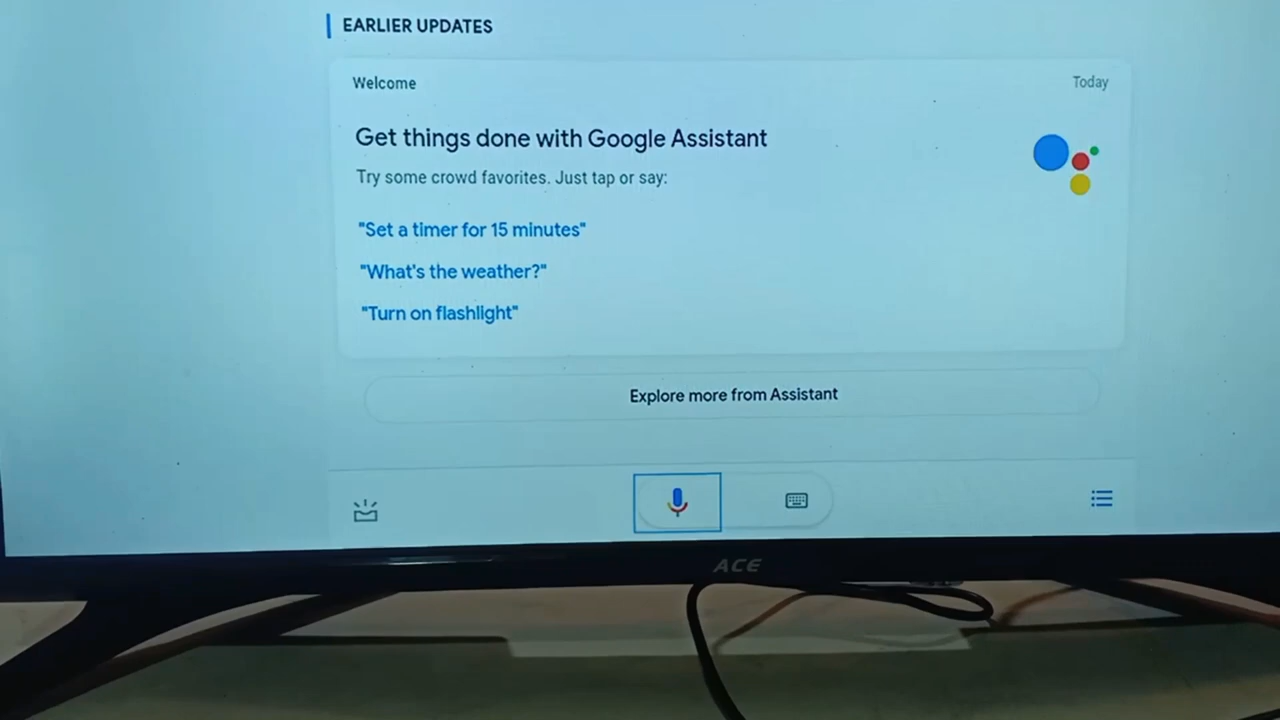 EARLIER UPDATES
Welcome
Today
Get things done with Google Assistant
Try some crowd favorites. Just tap or say:
"Set a timer for 15 minutes"
"What's the weather?"
"Turn on flashlight"
Explore more from Assistant
ACE